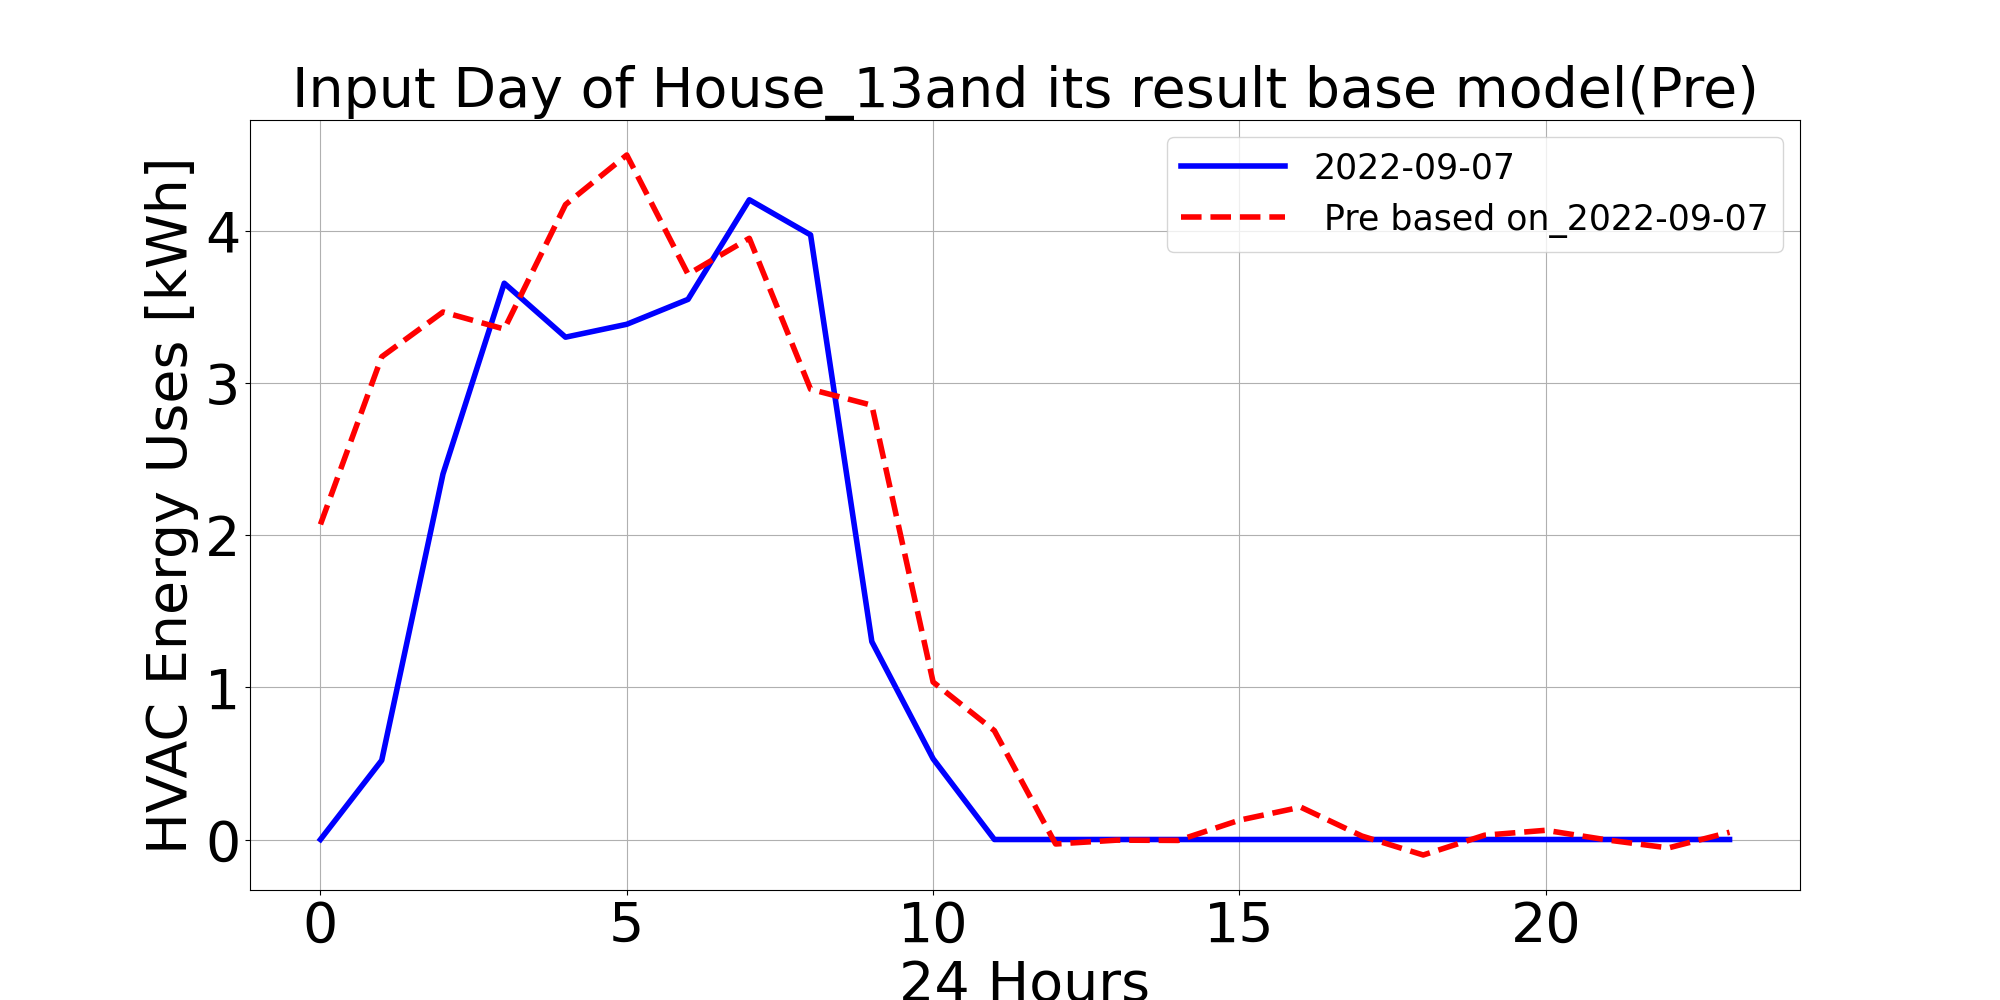 Input Day of House_13and its result base model(Pre)
HVAC Energy Uses [kWh]
4
3
2
1
0
2022-09-07
Pre based on_2022-09-07
0 5 10 15 20
24 Hours